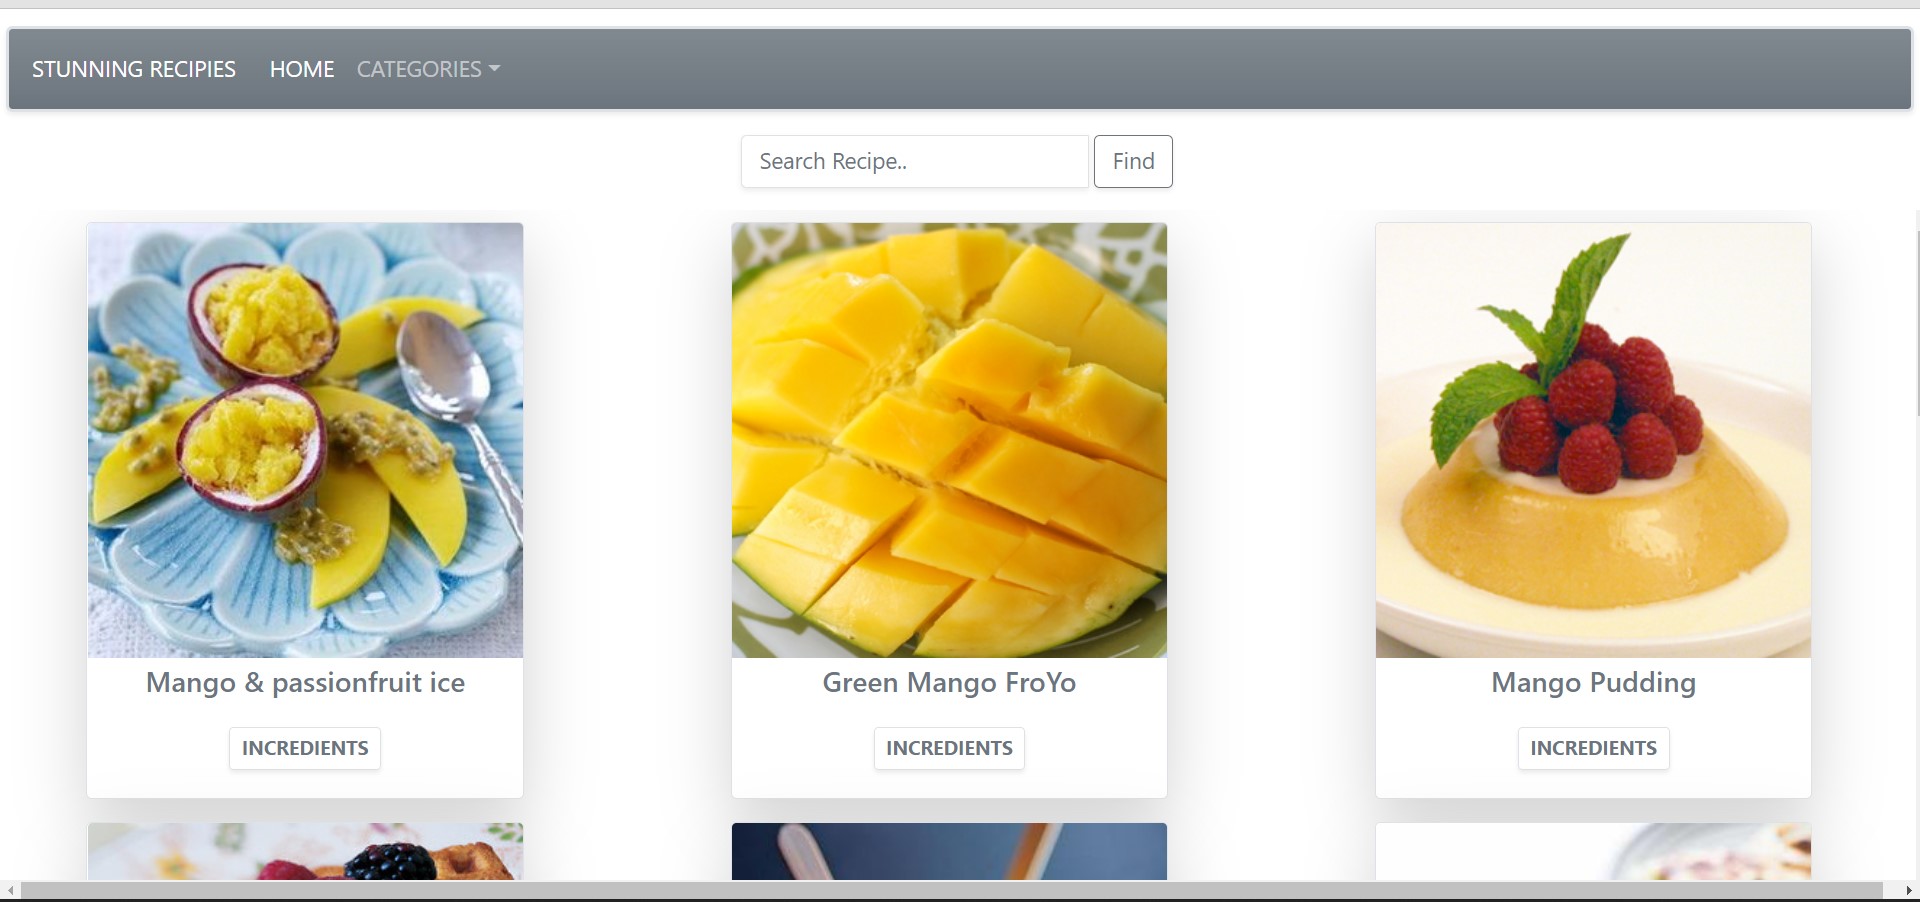 STUNNING RECIPIES HOME CATEGORIES
Search Recipe.. Find
Mango & passionfruit ice
INCREDIENTS
Green Mango FroYo
INCREDIENTS
Mango Pudding
INCREDIENTS